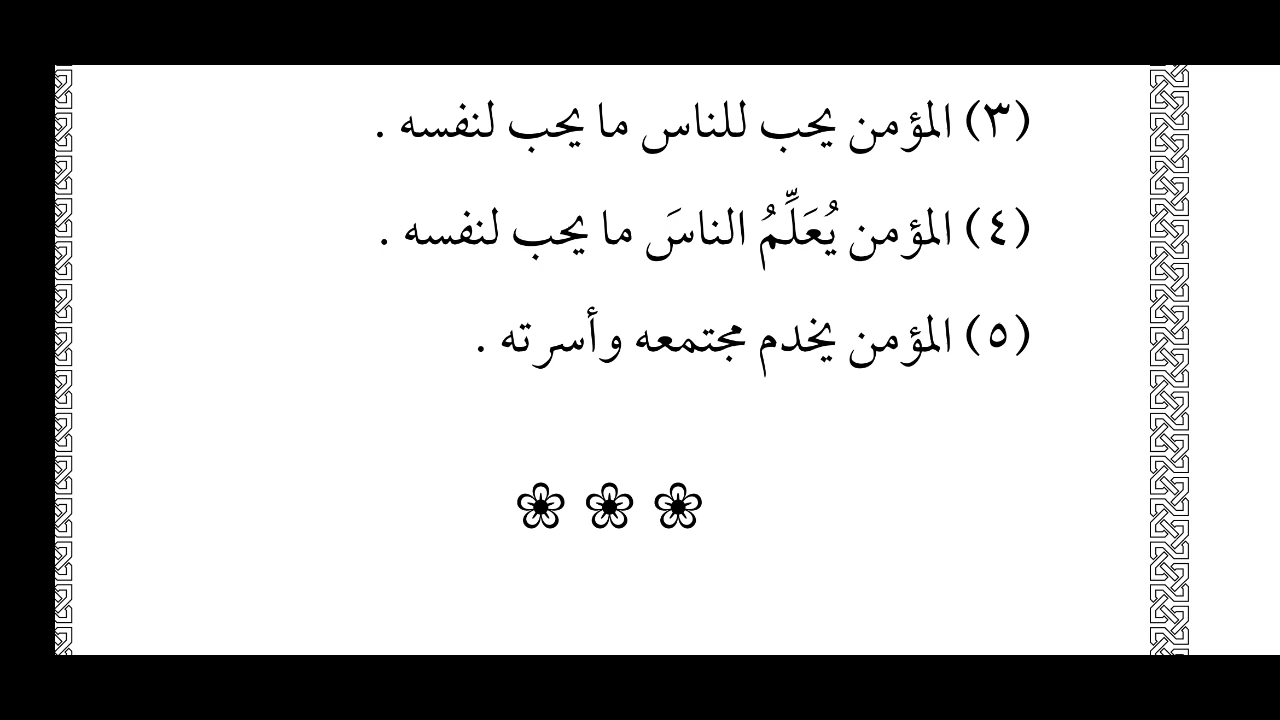 (٣) المؤمن يحب للناس ما يحب لنفسه .
(٤) المؤمن يُعَلِّمُ الناسَ ما يحب لنفسه .
(٥) المؤمن يخدم مجتمعه وأسرته .